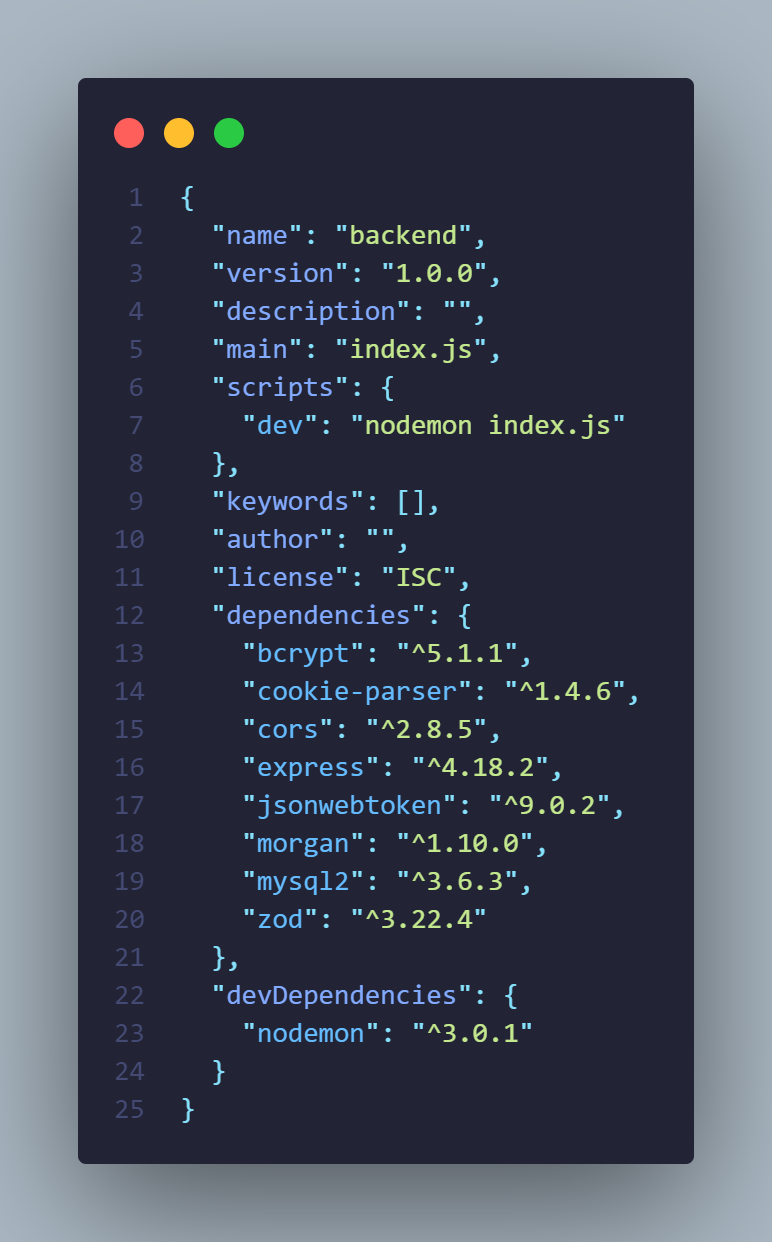 1 {
2   "name": "backend",
3   "version": "1.0.0",
4   "description": "",
5   "main": "index.js",
6   "scripts": {
7     "dev": "nodemon index.js"
8   },
9   "keywords": [],
10   "author": "",
11   "license": "ISC",
12   "dependencies": {
13     "bcrypt": "^5.1.1",
14     "cookie-parser": "^1.4.6",
15     "cors": "^2.8.5",
16     "express": "^4.18.2",
17     "jsonwebtoken": "^9.0.2",
18     "morgan": "^1.10.0",
19     "mysql2": "^3.6.3",
20     "zod": "^3.22.4"
21   },
22   "devDependencies": {
23     "nodemon": "^3.0.1"
24   }
25 }